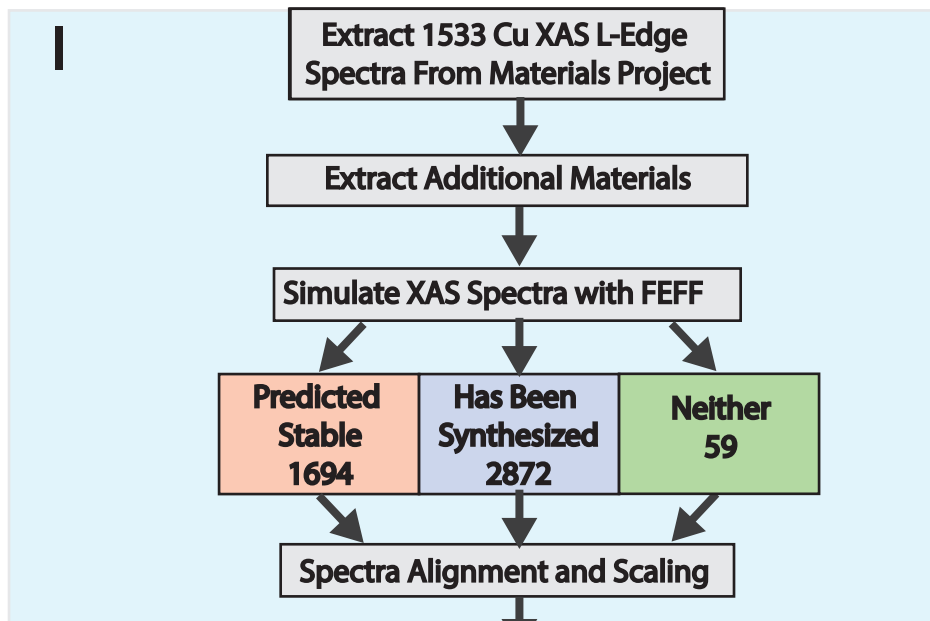 I
Extract 1533 Cu XAS L-Edge
Spectra From Materials Project
Extract Additional Materials
Simulate XAS Spectra with FEFF
Predicted
Stable
1694
Has Been
Synthesized
2872
Neither
59
Spectra Alignment and Scaling